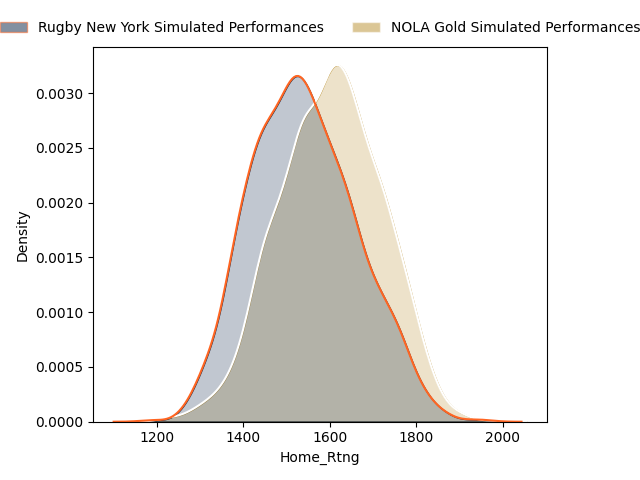 Rugby New York Simulated Performances NOLA Gold Simulated Performances
0.0030
0.0025
0.0020
0.0015
0.0010
0.0005
0.0000
Density
1200 1400 1600 1800 2000
Home_Rtng